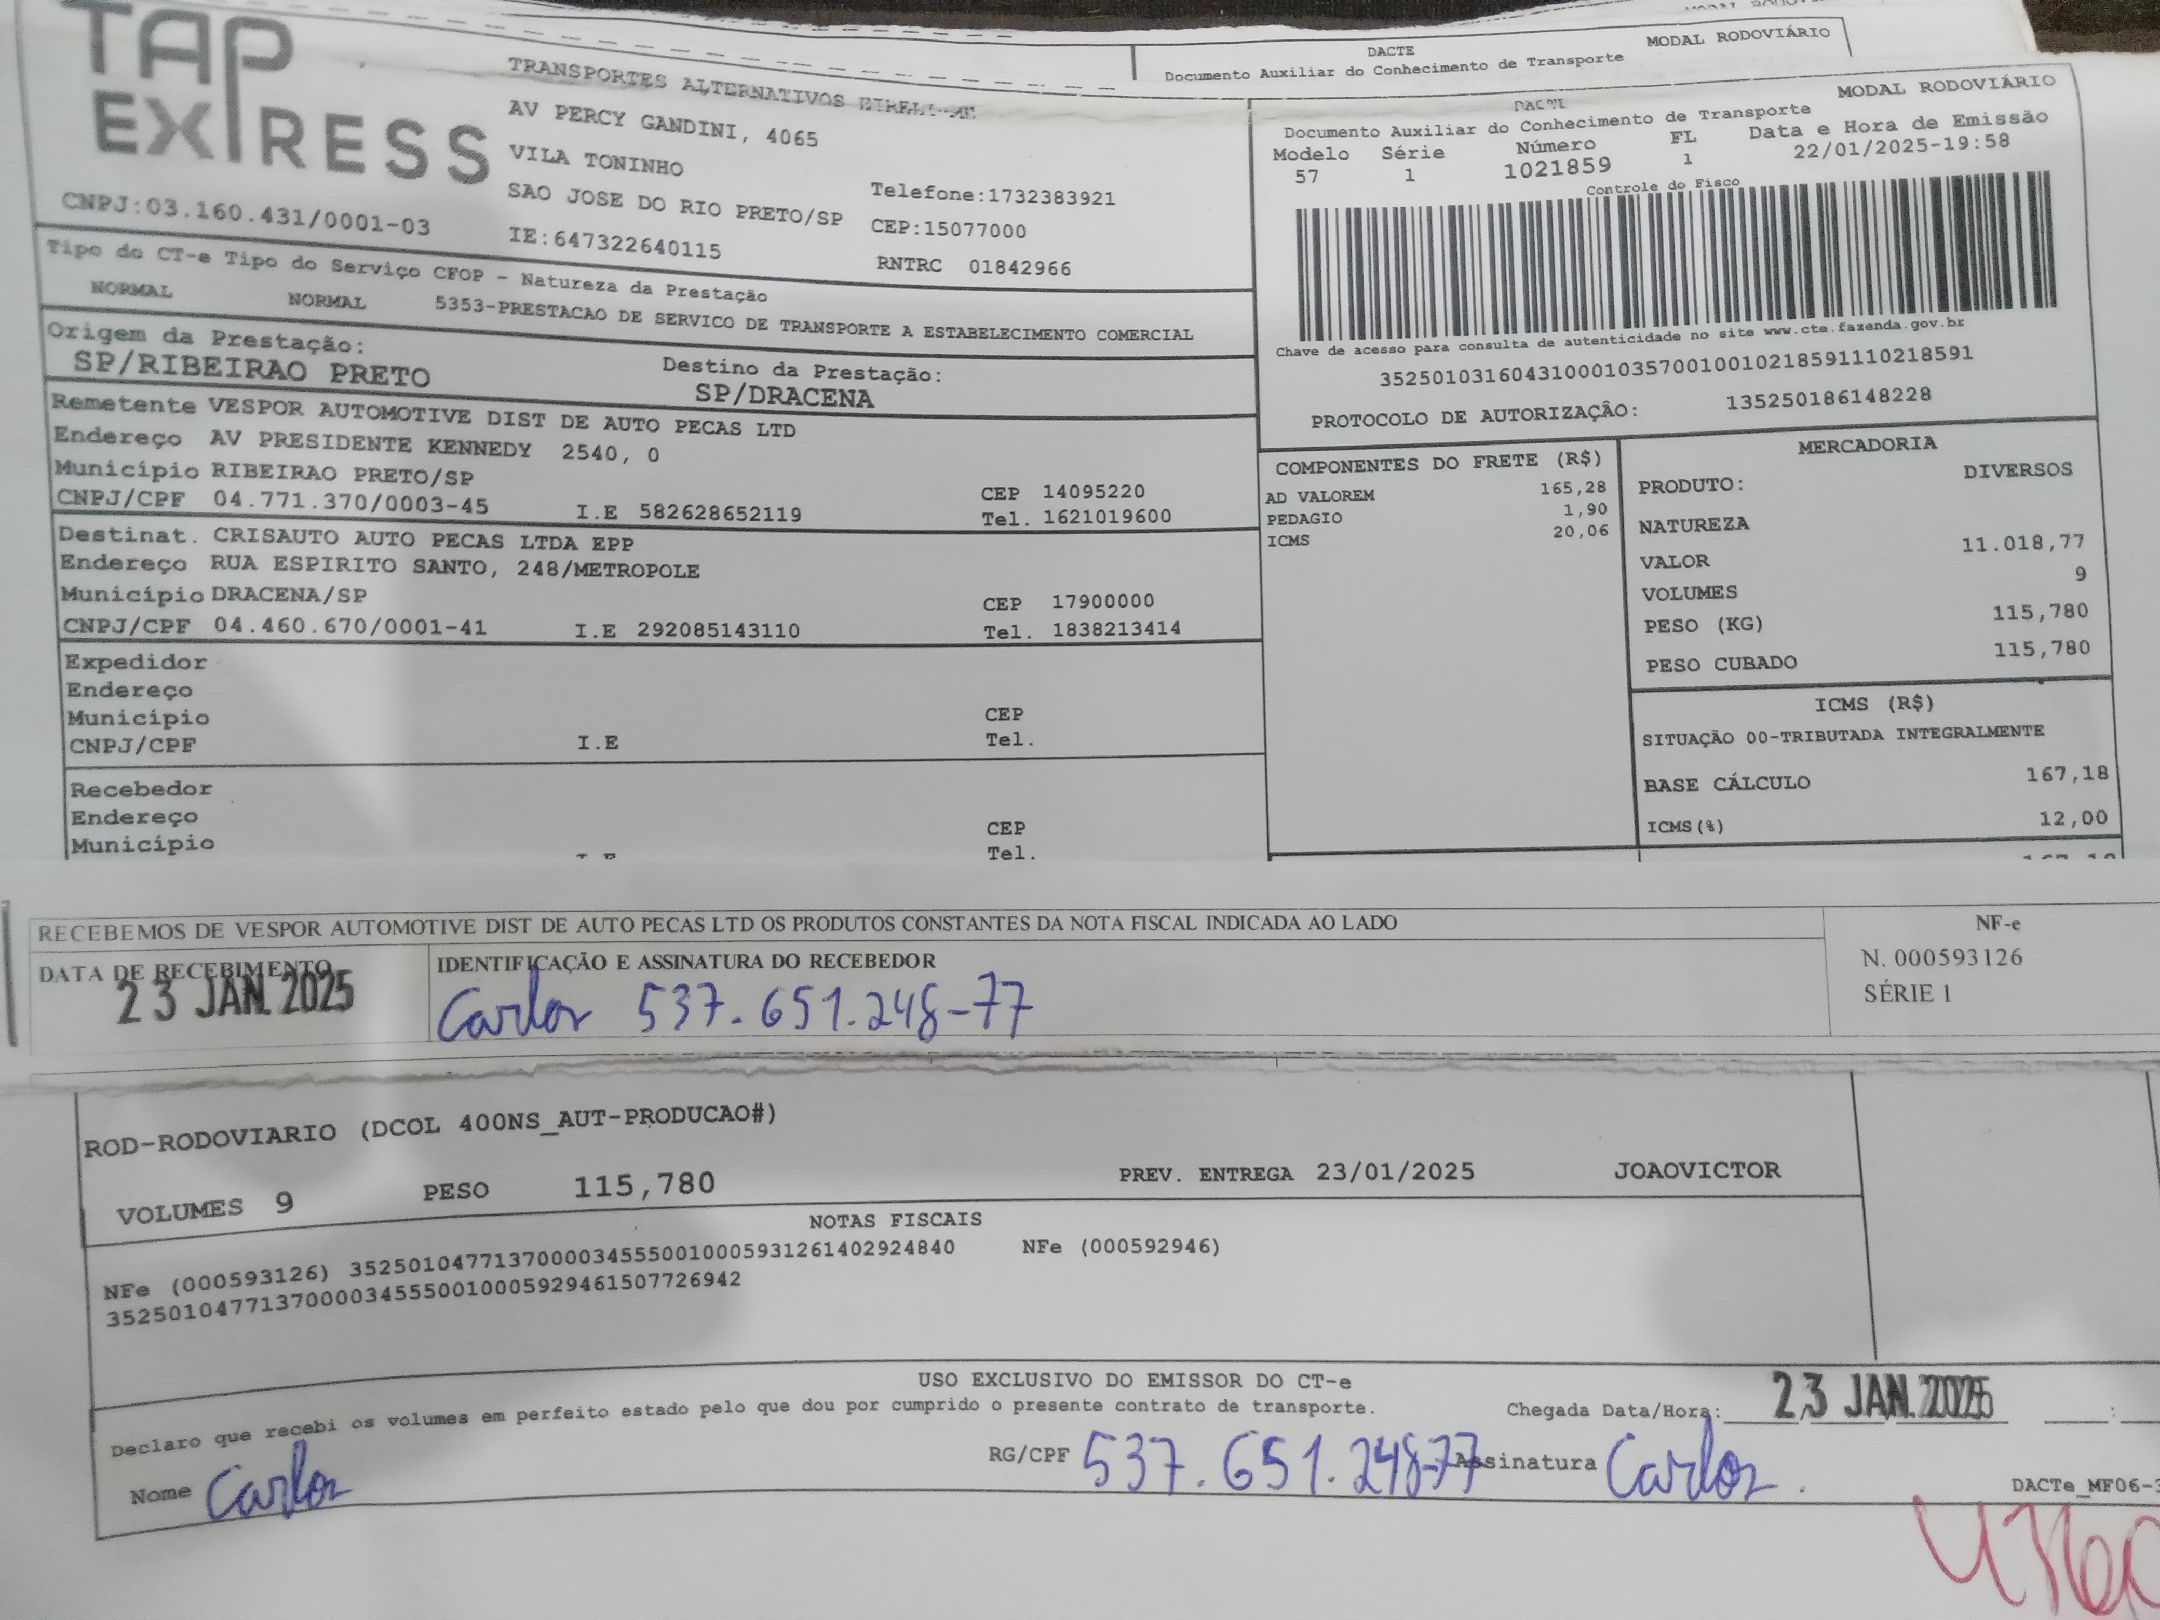 DACTE
MODAL RODOVIÁRIO
Documento Auxiliar do Conhecimento de Transporte
TAP EXPRESS
TRANSPORTES ALTERNATIVOS EIRELI-ME
AV PERCY GANDINI, 4065
VILA TONINHO
SAO JOSE DO RIO PRETO/SP
Telefone:1732383921
CEP:15077000
CNPJ:03.160.431/0001-03
IE:647322640115
RNTRC 01842966
DACTE
MODAL RODOVIÁRIO
Documento Auxiliar do Conhecimento de Transporte
Modelo Série Número FL Data e Hora de Emissão
57 1 1021859 1 22/01/2025-19:58
Controle do Fisco
Chave de acesso para consulta de autenticidade no site www.cte.fazenda.gov.br
35250103160431000103570010010218591110218591
PROTOCOLO DE AUTORIZAÇÃO: 135250186148228
Tipo do CT-e Tipo do Serviço CFOP - Natureza da Prestação
NORMAL NORMAL 5353-PRESTACAO DE SERVICO DE TRANSPORTE A ESTABELECIMENTO COMERCIAL
Origem da Prestação:
SP/RIBEIRAO PRETO
Destino da Prestação:
SP/DRACENA
Remetente VESPOR AUTOMOTIVE DIST DE AUTO PECAS LTD
Endereço AV PRESIDENTE KENNEDY 2540, 0
Município RIBEIRAO PRETO/SP CEP 14095220
CNPJ/CPF 04.771.370/0003-45 I.E 582628652119 Tel. 1621019600
Destinat. CRISAUTO AUTO PECAS LTDA EPP
Endereço RUA ESPIRITO SANTO, 248/METROPOLE
Município DRACENA/SP CEP 17900000
CNPJ/CPF 04.460.670/0001-41 I.E 292085143110 Tel. 1838213414
Expedidor
Endereço
Município CEP
CNPJ/CPF I.E Tel.
Recebedor
Endereço
Município CEP
Tel.
COMPONENTES DO FRETE (R$)
AD VALOREM 165,28
PEDAGIO 1,90
ICMS 20,06
MERCADORIA
PRODUTO: DIVERSOS
NATUREZA
VALOR 11.018,77
VOLUMES 9
PESO (KG) 115,780
PESO CUBADO 115,780
ICMS (R$)
SITUAÇÃO 00-TRIBUTADA INTEGRALMENTE
BASE CÁLCULO 167,18
ICMS(%) 12,00
RECEBEMOS DE VESPOR AUTOMOTIVE DIST DE AUTO PECAS LTD OS PRODUTOS CONSTANTES DA NOTA FISCAL INDICADA AO LADO
NF-e
N. 000593126
SÉRIE 1
DATA DE RECEBIMENTO
23 JAN. 2025
IDENTIFICAÇÃO E ASSINATURA DO RECEBEDOR
Carlos 537.651.248-77
ROD-RODOVIARIO (DCOL 400NS_AUT-PRODUCAO#)
VOLUMES 9 PESO 115,780 PREV. ENTREGA 23/01/2025 JOAOVICTOR
NOTAS FISCAIS
NFe (000593126) 35250104771370000345550010005931261402924840 NFe (000592946)
35250104771370000345550010005929461507726942
USO EXCLUSIVO DO EMISSOR DO CT-e
Declaro que recebi os volumes em perfeito estado pelo que dou por cumprido o presente contrato de transporte.
Chegada Data/Hora: 23 JAN. 2025 :
Nome Carlos RG/CPF 537.651.248-77 Assinatura Carlos
DACTe_MF06-3